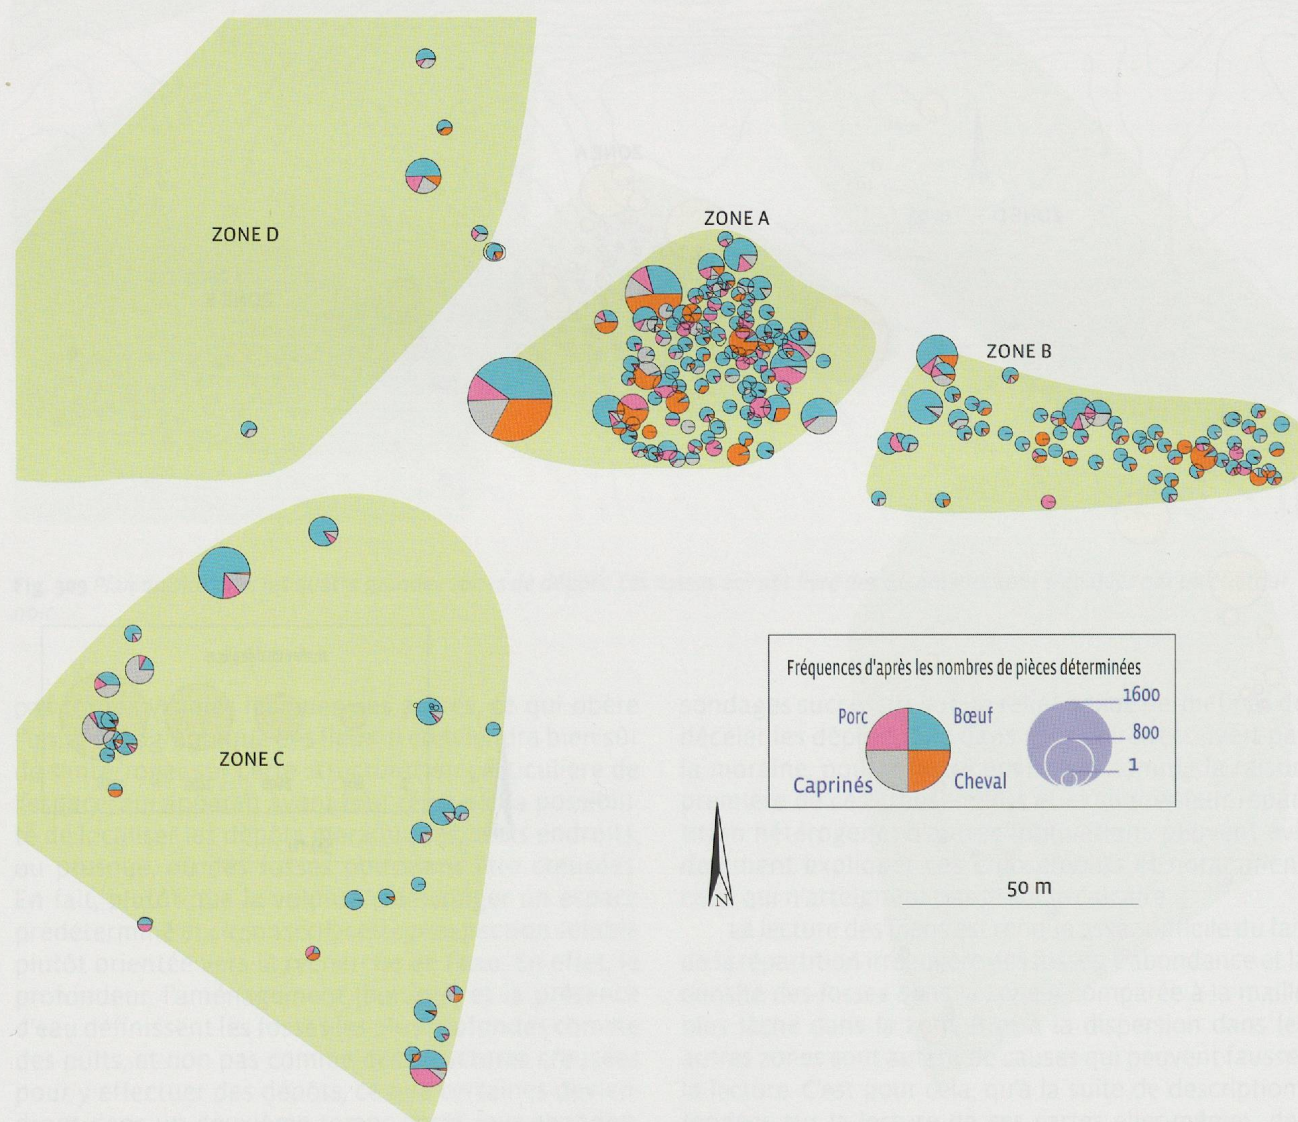 ZONE D
ZONE A
ZONE B
ZONE C
Fréquences d'après les nombres de pièces déterminées
Porc
Bœuf
Caprinés
Cheval
1600
800
1
N
50 m